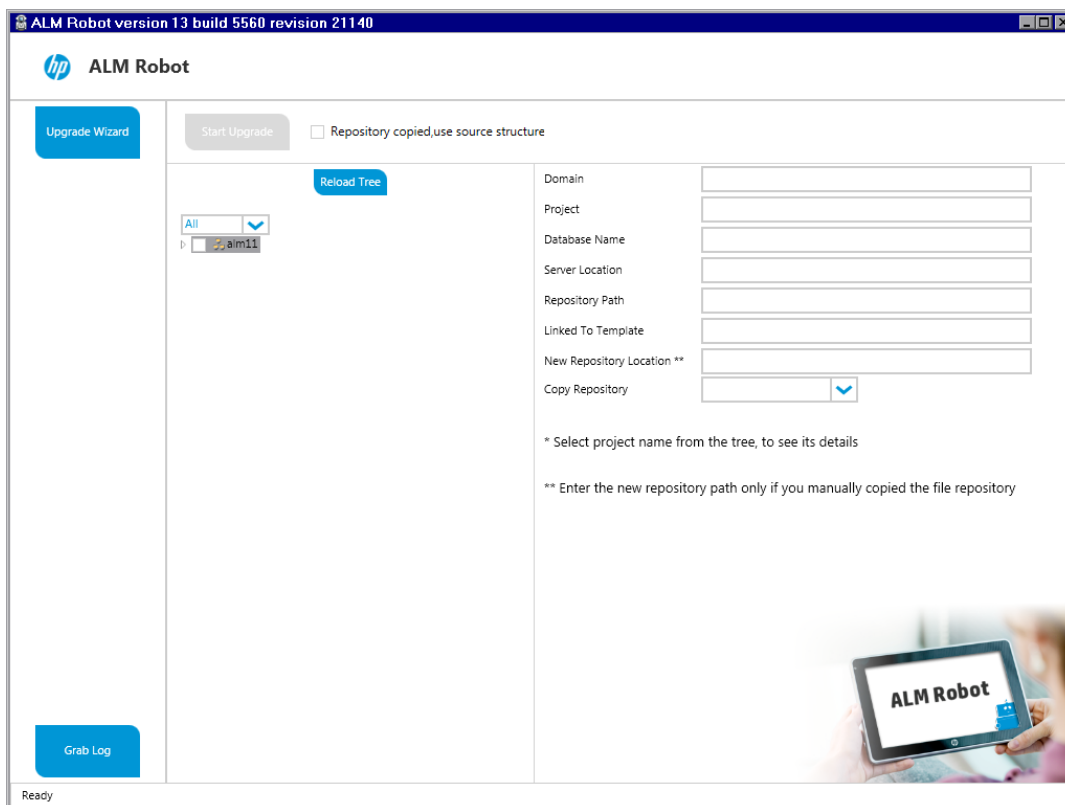 ALM Robot version 13 build 5560 revision 21140
hp
ALM Robot
Upgrade Wizard
Start Upgrade
Repository copied,use source structure
Reload Tree
All
alm11
Domain
Project
Database Name
Server Location
Repository Path
Linked To Template
New Repository Location **
Copy Repository
* Select project name from the tree, to see its details
** Enter the new repository path only if you manually copied the file repository
ALM Robot
Grab Log
Ready